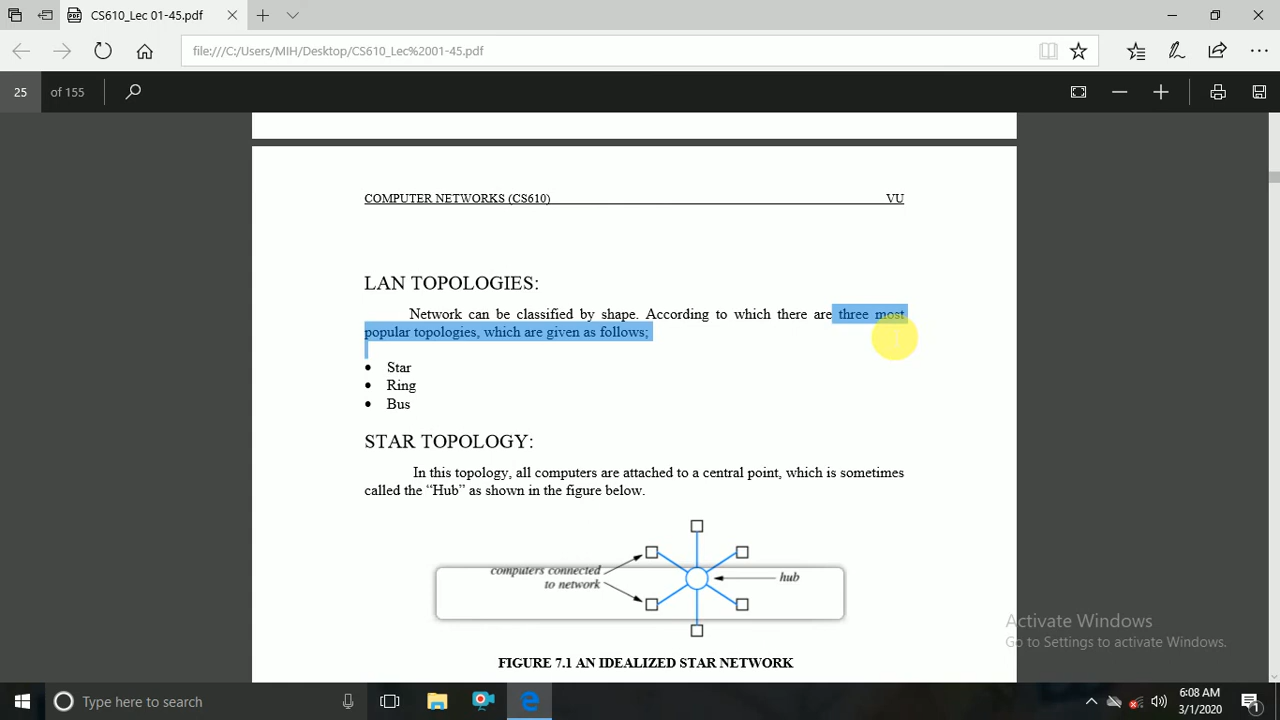 CS610_Lec 01-45.pdf
file:///C:/Users/MIH/Desktop/CS610_Lec%2001-45.pdf
25 of 155
COMPUTER NETWORKS (CS610) VU
LAN TOPOLOGIES:
Network can be classified by shape. According to which there are three most
popular topologies, which are given as follows;
• Star
• Ring
• Bus
STAR TOPOLOGY:
In this topology, all computers are attached to a central point, which is sometimes
called the “Hub” as shown in the figure below.
computers connected
to network
hub
FIGURE 7.1 AN IDEALIZED STAR NETWORK
Activate Windows
Go to Settings to activate Windows.
Type here to search
6:08 AM
3/1/2020
1